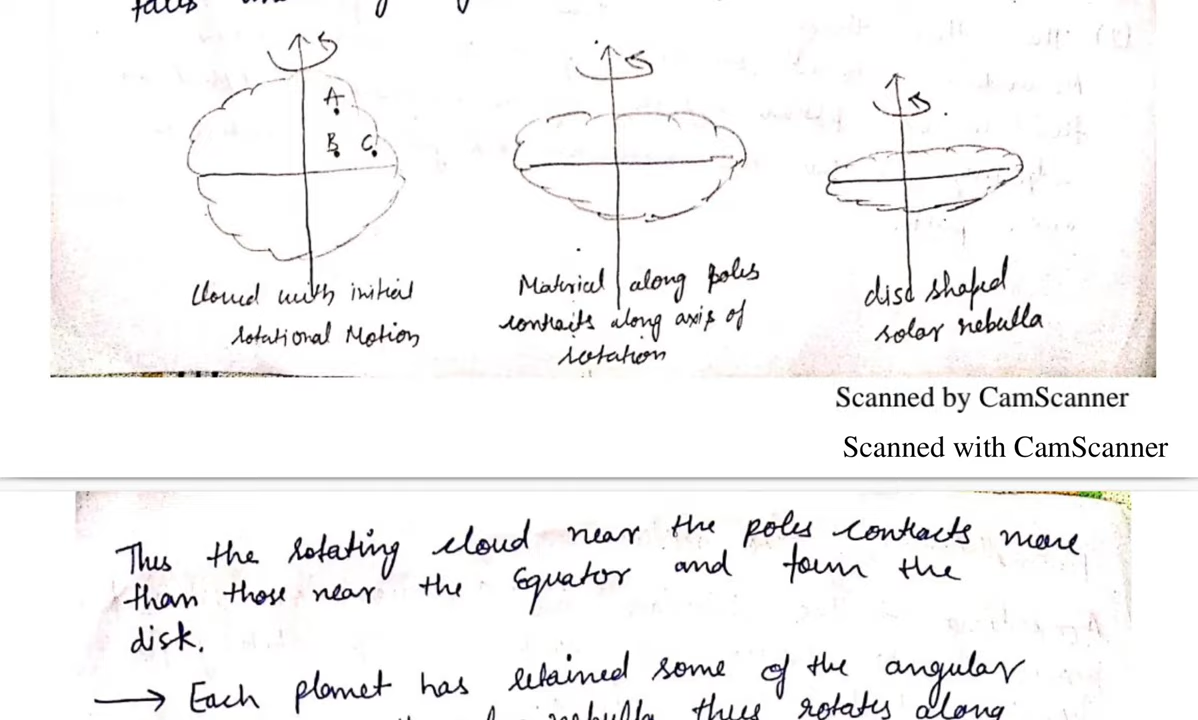 A
B C
Cloud with initial
rotational Motion
Material along poles
contracts along axis of
rotation
disc shaped
solar nebulla
Scanned by CamScanner
Scanned with CamScanner
Thus the rotating cloud near the poles contracts more
than those near the Equator and form the
disk.
→ Each planet has retained some of the angular
nebulla thus rotates along